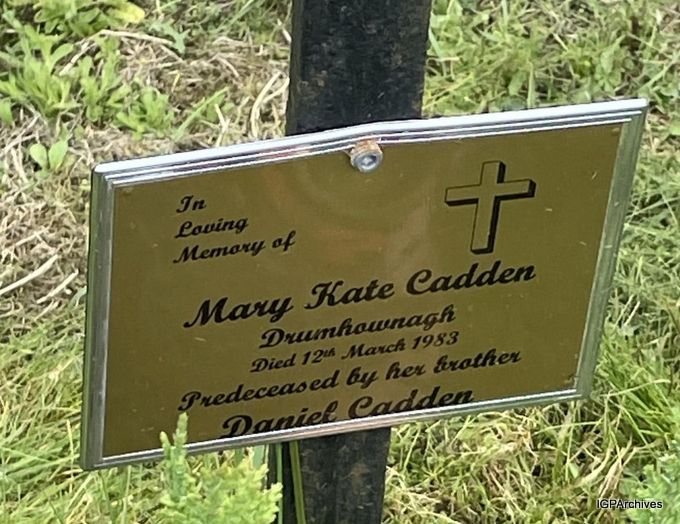 In
Loving
Memory of
Mary Kate Cadden
Drumhownagh
Died 12th March 1983
Predeceased by her brother
Daniel Cadden
IGPArchives